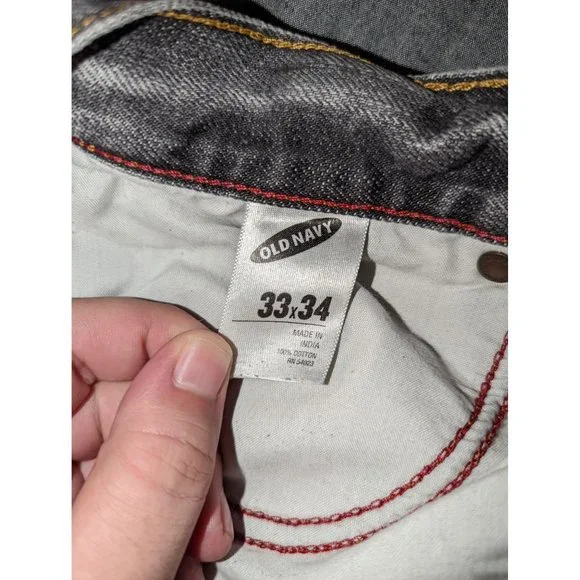 OLD NAVY
33x34
MADE IN
INDIA
100% COTTON
RN 54023